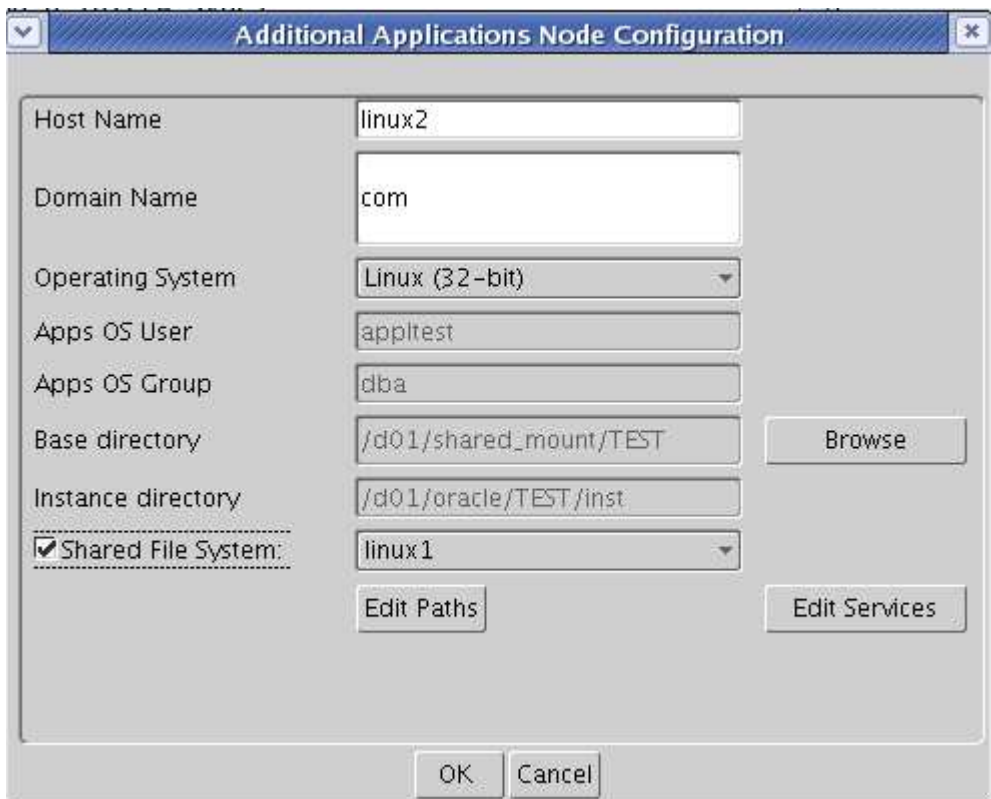 Additional Applications Node Configuration
Host Name linux2
Domain Name com
Operating System Linux (32-bit)
Apps OS User appltest
Apps OS Group dba
Base directory /d01/shared_mount/TEST Browse
Instance directory /d01/oracle/TEST/inst
Shared File System: linux1
Edit Paths Edit Services
OK Cancel